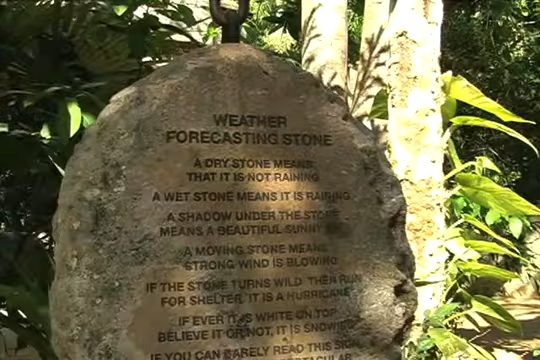 WEATHER
FORECASTING STONE
A DRY STONE MEANS
THAT IT IS NOT RAINING
A WET STONE MEANS IT IS RAINING
A SHADOW UNDER THE STONE
MEANS A BEAUTIFUL SUNNY
A MOVING STONE MEANS
STRONG WIND IS BLOWING
IF THE STONE TURNS WILD THEN RUN
FOR SHELTER, IT IS A HURRICANE
IF EVER IT IS WHITE ON TOP
BELIEVE IT OR NOT, IT IS SNOWING
IF YOU CAN BARELY READ THIS SIGN